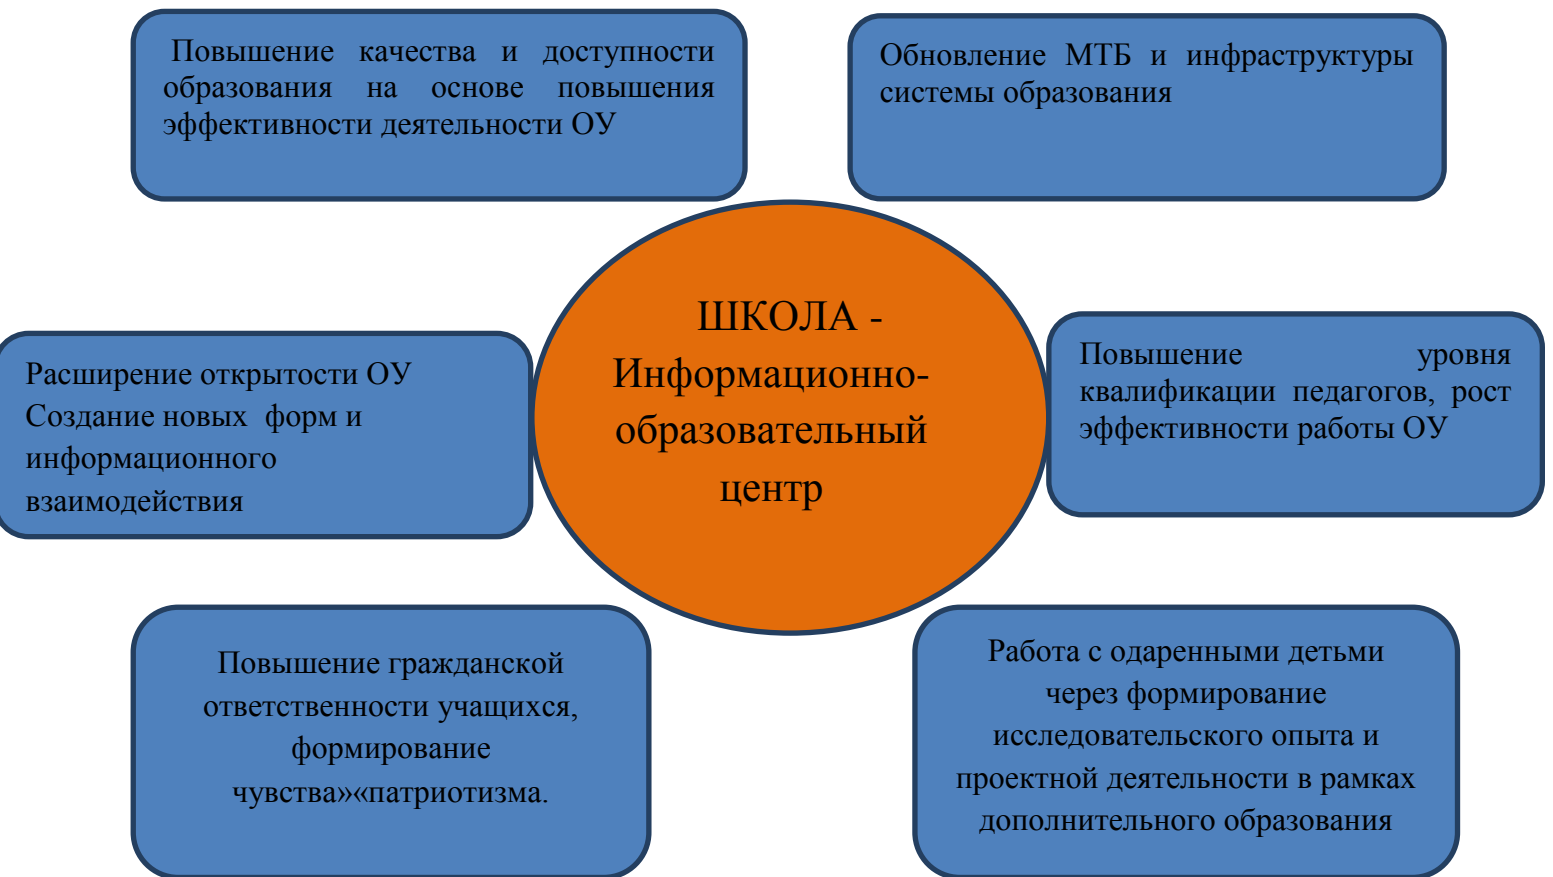 Повышение качества и доступности
образования на основе повышения
эффективности деятельности ОУ
Обновление МТБ и инфраструктуры
системы образования
ШКОЛА -
Информационно-
образовательный
центр
Расширение открытости ОУ
Создание новых форм и
информационного
взаимодействия
Повышение уровня
квалификации педагогов, рост
эффективности работы ОУ
Повышение гражданской
ответственности учащихся,
формирование
чувства»«патриотизма.
Работа с одаренными детьми
через формирование
исследовательского опыта и
проектной деятельности в рамках
дополнительного образования